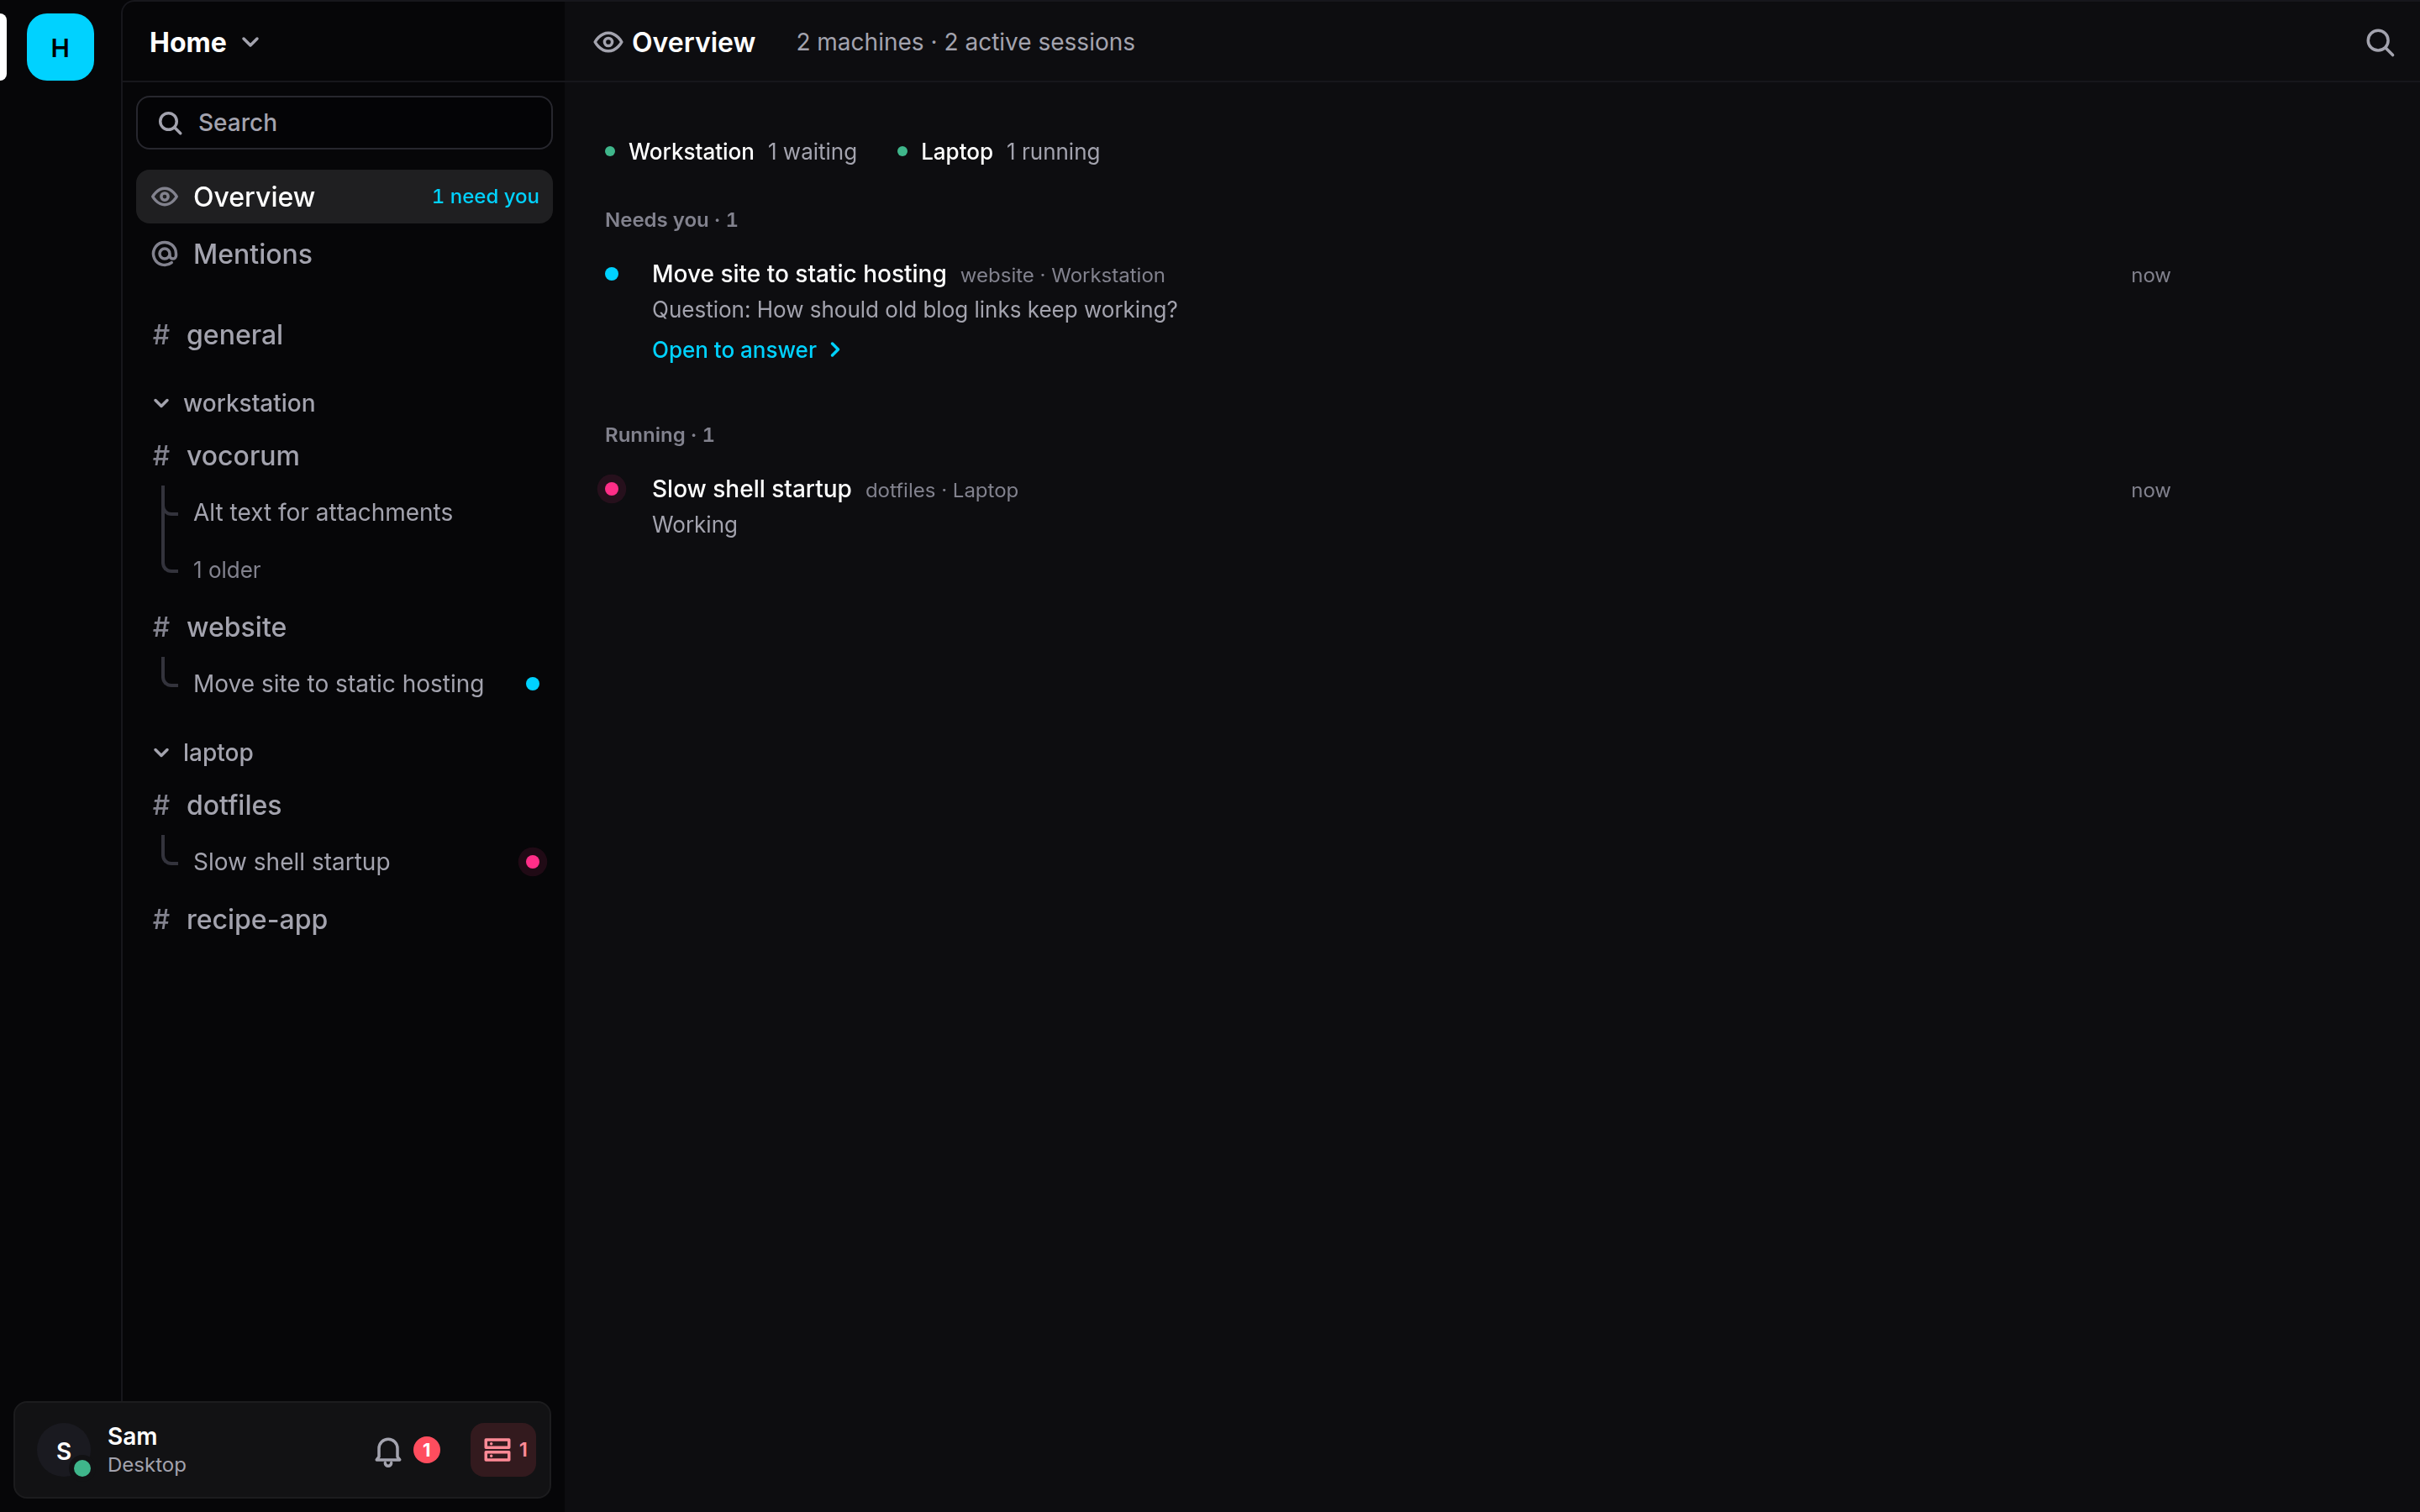 H
Home
Search
Overview 1 need you
Mentions
# general
workstation
# vocorum
Alt text for attachments
1 older
# website
Move site to static hosting
laptop
# dotfiles
Slow shell startup
# recipe-app
S
Sam
Desktop
1
1
Overview 2 machines · 2 active sessions
Workstation 1 waiting Laptop 1 running
Needs you · 1
Move site to static hosting website · Workstation now
Question: How should old blog links keep working?
Open to answer
Running · 1
Slow shell startup dotfiles · Laptop now
Working